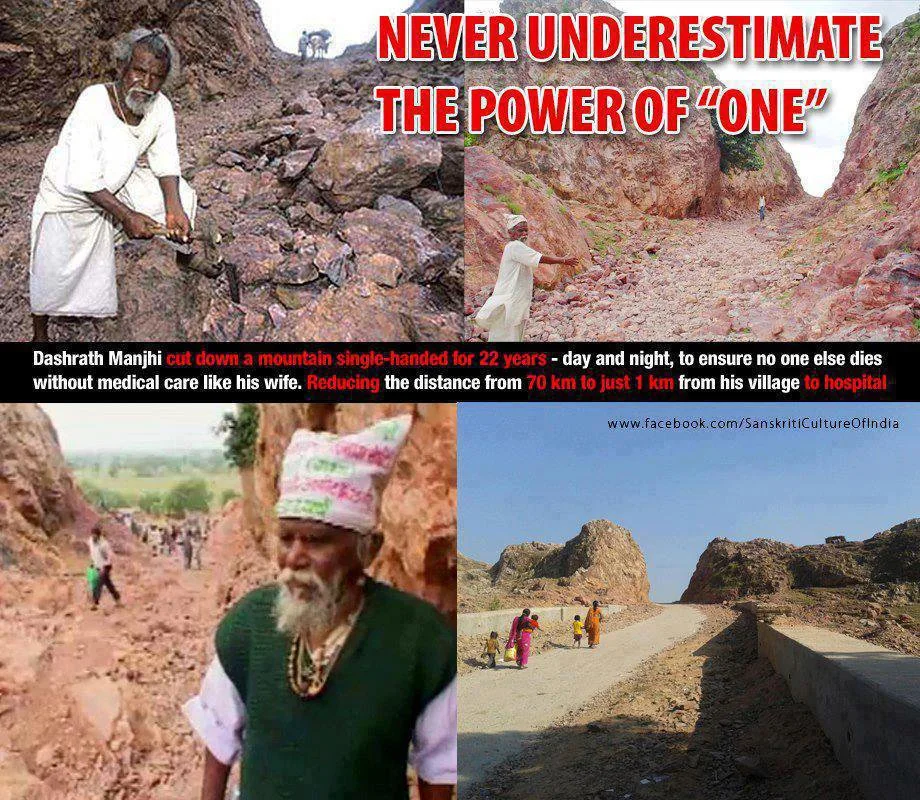 NEVER UNDERESTIMATE
THE POWER OF “ONE”
Dashrath Manjhi cut down a mountain single-handed for 22 years - day and night, to ensure no one else dies
without medical care like his wife. Reducing the distance from 70 km to just 1 km from his village to hospital
www.facebook.com/SanskritiCultureOfIndia